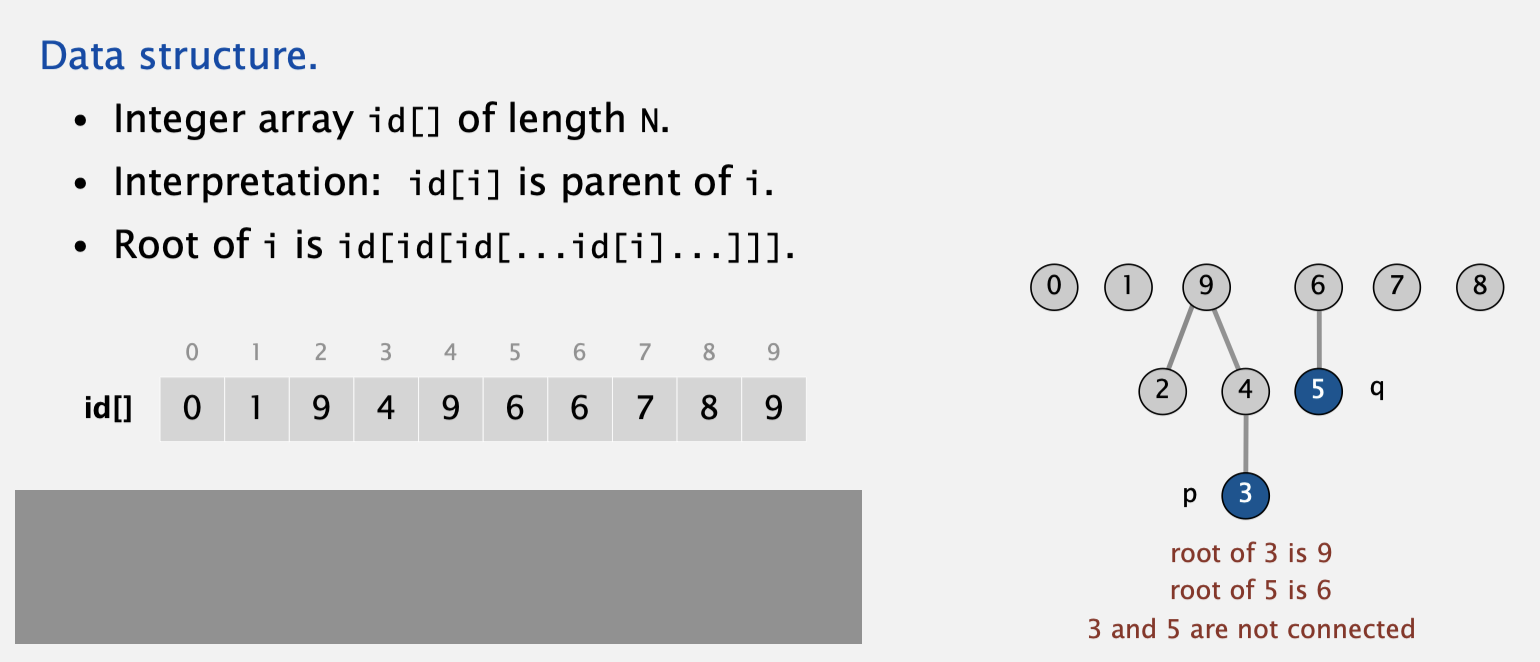 Data structure.
• Integer array id[] of length N.
• Interpretation: id[i] is parent of i.
• Root of i is id[id[id[...id[i]...]]].
0 1 2 3 4 5 6 7 8 9
id[] 0 1 9 4 9 6 6 7 8 9
0 1 9 6 7 8
2 4 5 q
p 3
root of 3 is 9
root of 5 is 6
3 and 5 are not connected